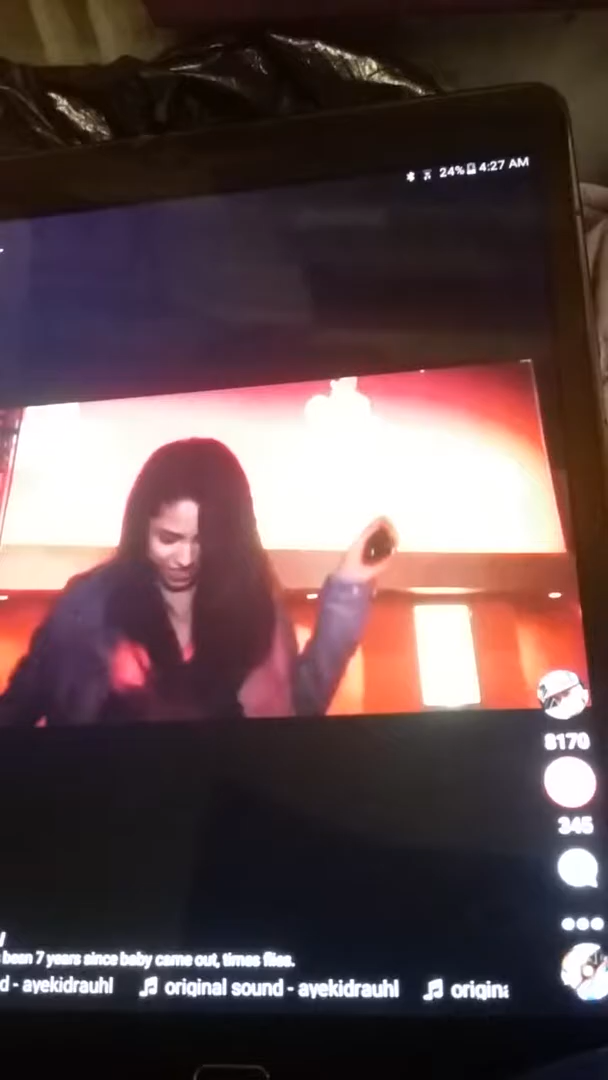 24% 4:27 AM
8170
345
been 7 years since baby came out, times flies.
d - ayekidrauhl original sound - ayekidrauhl origina